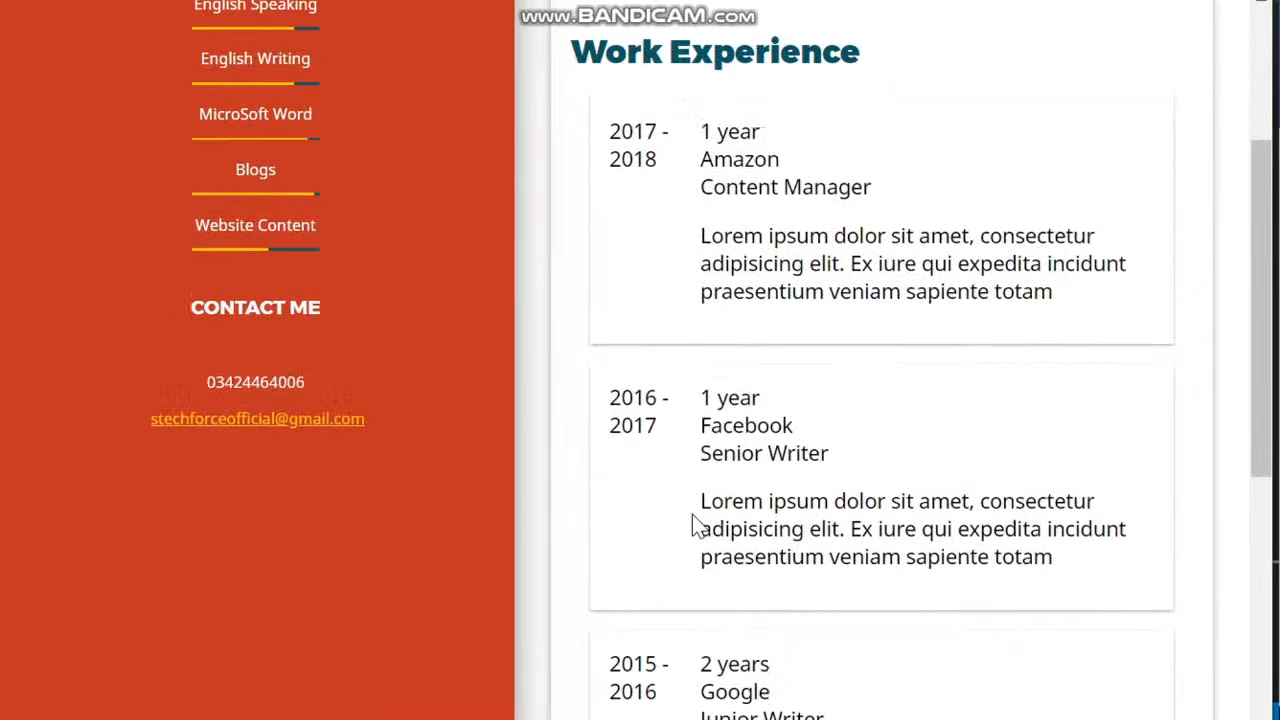 www.BANDICAM.com
English Speaking
English Writing
MicroSoft Word
Blogs
Website Content
CONTACT ME
03424464006
stechforceofficial@gmail.com
Work Experience
2017 -
2018
1 year
Amazon
Content Manager
Lorem ipsum dolor sit amet, consectetur
adipisicing elit. Ex iure qui expedita incidunt
praesentium veniam sapiente totam
2016 -
2017
1 year
Facebook
Senior Writer
Lorem ipsum dolor sit amet, consectetur
adipisicing elit. Ex iure qui expedita incidunt
praesentium veniam sapiente totam
2015 -
2016
2 years
Google
Junior Writer